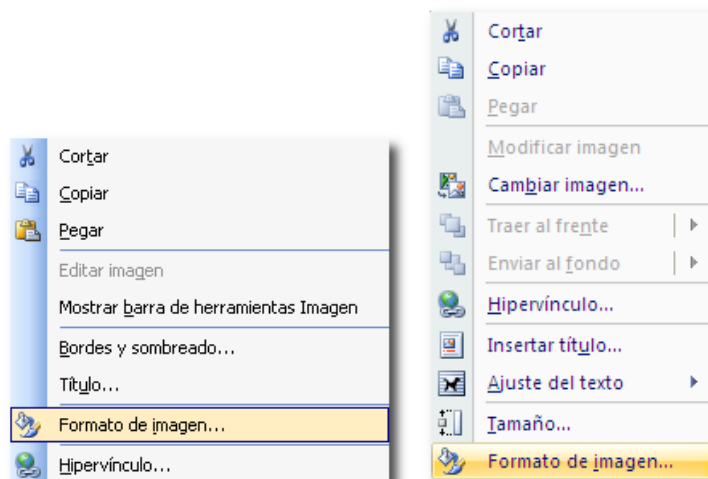 Cortar
Copiar
Pegar
Editar imagen
Mostrar barra de herramientas Imagen
Bordes y sombreado...
Título...
Formato de imagen...
Hipervínculo...
Cortar
Copiar
Pegar
Modificar imagen
Cambiar imagen...
Traer al frente
Enviar al fondo
Hipervínculo...
Insertar título...
Ajuste del texto
Tamaño...
Formato de imagen...